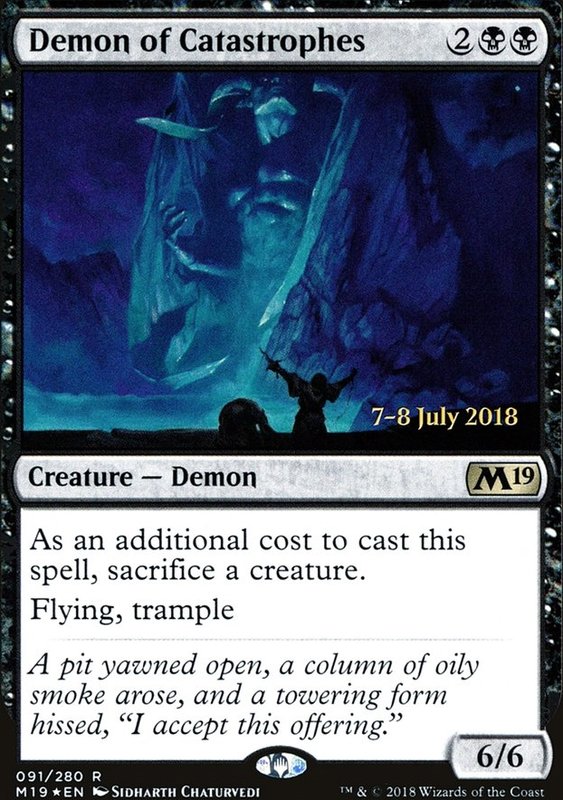 Demon of Catastrophes 2
7–8 July 2018
Creature — Demon
M19
As an additional cost to cast this
spell, sacrifice a creature.
Flying, trample
A pit yawned open, a column of oily
smoke arose, and a towering form
hissed, “I accept this offering.”
6/6
091/280 R
M19 ★ EN Sidharth Chaturvedi
™ & © 2018 Wizards of the Coast